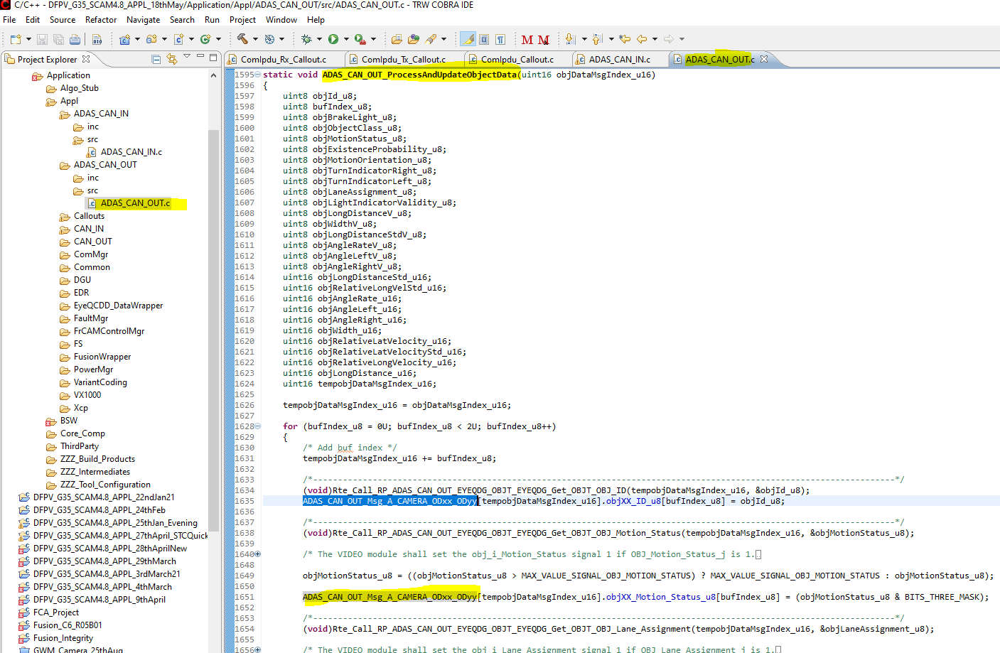 C/C++ - DFPV_G35_SCAM4.8_APPL_18thMay/Application/Appl/ADAS_CAN_OUT/src/ADAS_CAN_OUT.c - TRW COBRA IDE
File Edit Source Refactor Navigate Search Run Project Window Help
Project Explorer
Application
Algo_Stub
Appl
ADAS_CAN_IN
inc
src
ADAS_CAN_IN.c
ADAS_CAN_OUT
inc
src
ADAS_CAN_OUT.c
Callouts
CAN_IN
CAN_OUT
ComMgr
Common
DGU
EDR
EyeQCDD_DataWrapper
FaultMgr
FrCAMControlMgr
FS
FusionWrapper
PowerMgr
VariantCoding
VX1000
Xcp
BSW
Core_Comp
ThirdParty
ZZZ_Build_Products
ZZZ_Intermediates
ZZZ_Tool_Configuration
DFPV_G35_SCAM4.8_APPL_22ndJan21
DFPV_G35_SCAM4.8_APPL_24thFeb
DFPV_G35_SCAM4.8_APPL_25thJan_Evening
DFPV_G35_SCAM4.8_APPL_27thApril_STCQuick
DFPV_G35_SCAM4.8_APPL_28thAprilNew
DFPV_G35_SCAM4.8_APPL_29thMarch
DFPV_G35_SCAM4.8_APPL_3rdMarch21
DFPV_G35_SCAM4.8_APPL_4thMarch
DFPV_G35_SCAM4.8_APPL_9thApril
FCA_Project
Fusion_C6_R05B01
Fusion_Integrity
GWM_Camera_25thAug
ComIpdu_Rx_Callout.c ComIpdu_Tx_Callout.c ComIpdu_Callout.c ADAS_CAN_IN.c ADAS_CAN_OUT.c
1595 static void ADAS_CAN_OUT_ProcessAndUpdateObjectData(uint16 objDataMsgIndex_u16)
1596 {
1597 uint8 objId_u8;
1598 uint8 bufIndex_u8;
1599 uint8 objBrakeLight_u8;
1600 uint8 objObjectClass_u8;
1601 uint8 objMotionStatus_u8;
1602 uint8 objExistenceProbability_u8;
1603 uint8 objMotionOrientation_u8;
1604 uint8 objTurnIndicatorRight_u8;
1605 uint8 objTurnIndicatorLeft_u8;
1606 uint8 objLaneAssignment_u8;
1607 uint8 objLightIndicatorValidity_u8;
1608 uint8 objLongDistanceV_u8;
1609 uint8 objWidthV_u8;
1610 uint8 objLongDistanceStdV_u8;
1611 uint8 objAngleRateV_u8;
1612 uint8 objAngleLeftV_u8;
1613 uint8 objAngleRightV_u8;
1614 uint16 objLongDistanceStd_u16;
1615 uint16 objRelativeLongVelStd_u16;
1616 uint16 objAngleRate_u16;
1617 uint16 objAngleLeft_u16;
1618 uint16 objAngleRight_u16;
1619 uint16 objWidth_u16;
1620 uint16 objRelativeLatVelocity_u16;
1621 uint16 objRelativeLatVelocityStd_u16;
1622 uint16 objRelativeLongVelocity_u16;
1623 uint16 objLongDistance_u16;
1624 uint16 tempobjDataMsgIndex_u16;
1625
1626 tempobjDataMsgIndex_u16 = objDataMsgIndex_u16;
1627
1628 for (bufIndex_u8 = 0U; bufIndex_u8 < 2U; bufIndex_u8++)
1629 {
1630 /* Add buf index */
1631 tempobjDataMsgIndex_u16 += bufIndex_u8;
1632
1633 /*---------------------------------------------------------------------------------------------------------------------*/
1634 (void)Rte_Call_RP_ADAS_CAN_OUT_EYEQDG_OBJT_EYEQDG_Get_OBJT_OBJ_ID(tempobjDataMsgIndex_u16, &objId_u8);
1635 ADAS_CAN_OUT_Msg_A_CAMERA_ODxx_ODyy[tempobjDataMsgIndex_u16].objXX_ID_u8[bufIndex_u8] = objId_u8;
1636
1637 /*---------------------------------------------------------------------------------------------------------------------*/
1638 (void)Rte_Call_RP_ADAS_CAN_OUT_EYEQDG_OBJT_EYEQDG_Get_OBJT_OBJ_Motion_Status(tempobjDataMsgIndex_u16, &objMotionStatus_u8);
1639
1640 /* The VIDEO module shall set the obj_i_Motion_Status signal 1 if OBJ_Motion_Status_j is 1.
1648
1649 objMotionStatus_u8 = ((objMotionStatus_u8 > MAX_VALUE_SIGNAL_OBJ_MOTION_STATUS) ? MAX_VALUE_SIGNAL_OBJ_MOTION_STATUS : objMotionStatus_u8);
1650
1651 ADAS_CAN_OUT_Msg_A_CAMERA_ODxx_ODyy[tempobjDataMsgIndex_u16].objXX_Motion_Status_u8[bufIndex_u8] = (objMotionStatus_u8 & BITS_THREE_MASK);
1652
1653 /*---------------------------------------------------------------------------------------------------------------------*/
1654 (void)Rte_Call_RP_ADAS_CAN_OUT_EYEQDG_OBJT_EYEQDG_Get_OBJT_OBJ_Lane_Assignment(tempobjDataMsgIndex_u16, &objLaneAssignment_u8);
1655
1656 /* The VIDEO module shall set the obj_i_Lane_Assignment signal 1 if OBJ_Lane_Assignment_j is 1.